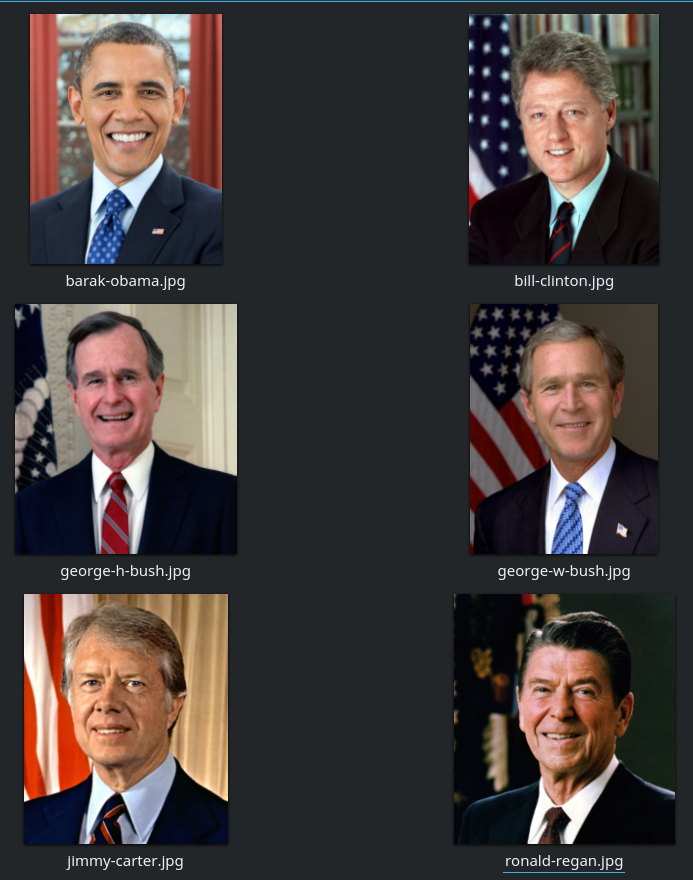 barak-obama.jpg
bill-clinton.jpg
george-h-bush.jpg
george-w-bush.jpg
jimmy-carter.jpg
ronald-regan.jpg